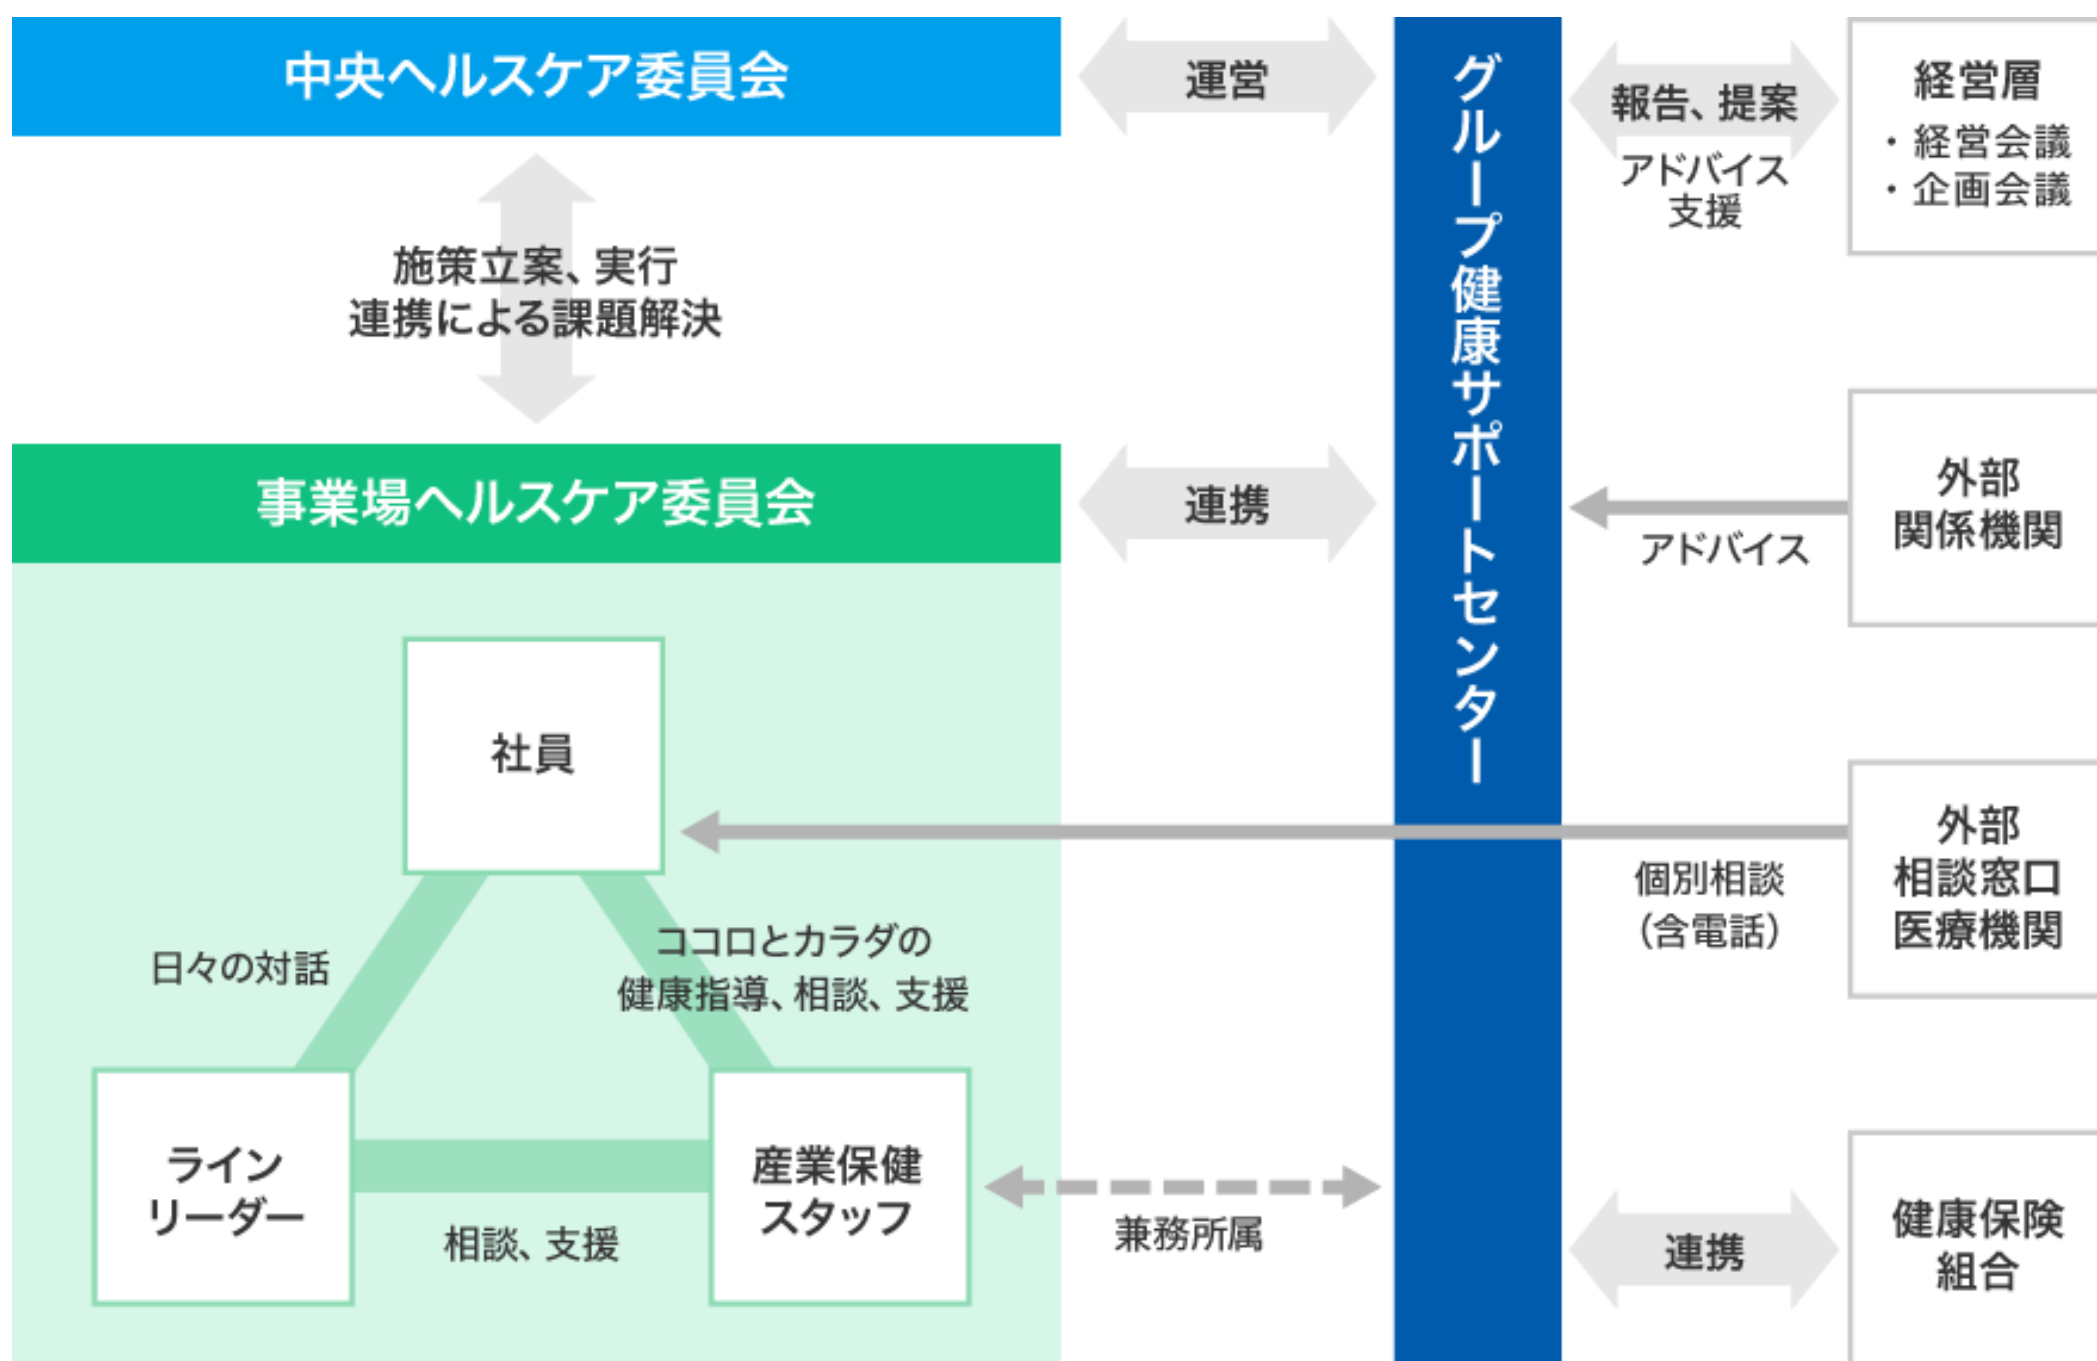 中央ヘルスケア委員会
運営
グループ健康サポートセンター
報告、提案
アドバイス
支援
経営層
・経営会議
・企画会議
施策立案、実行
連携による課題解決
事業場ヘルスケア委員会
連携
アドバイス
外部
関係機関
社員
個別相談
（含電話）
外部
相談窓口
医療機関
日々の対話
ココロとカラダの
健康指導、相談、支援
ライン
リーダー
相談、支援
産業保健
スタッフ
兼務所属
連携
健康保険
組合